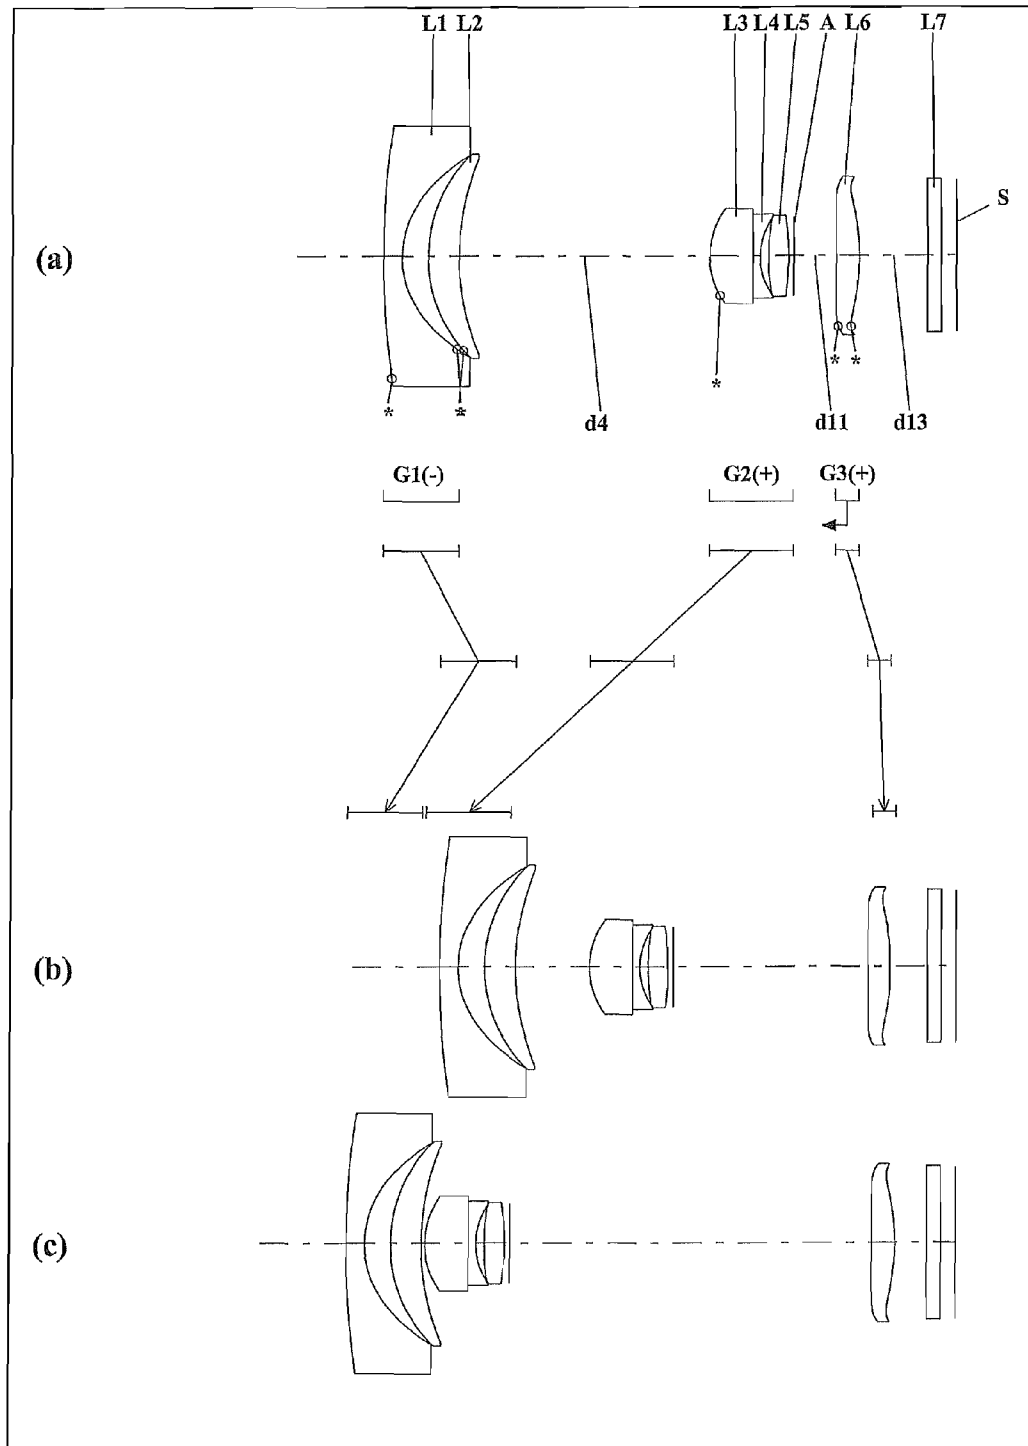 L1 L2 L3 L4 L5 A L6 L7
S
(a)
* * * * *
d4 d11 d13
G1(-) G2(+) G3(+)
(b)
(c)